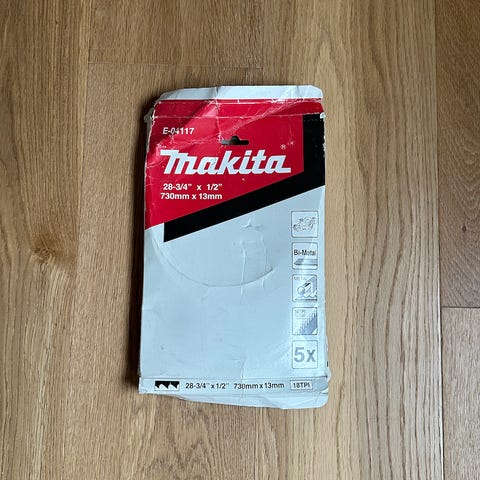 E-04117
Makita®
28-3/4" x 1/2"
730mm x 13mm
Bi-Metal
5x
28-3/4" x 1/2" 730mm x 13mm 18TPI